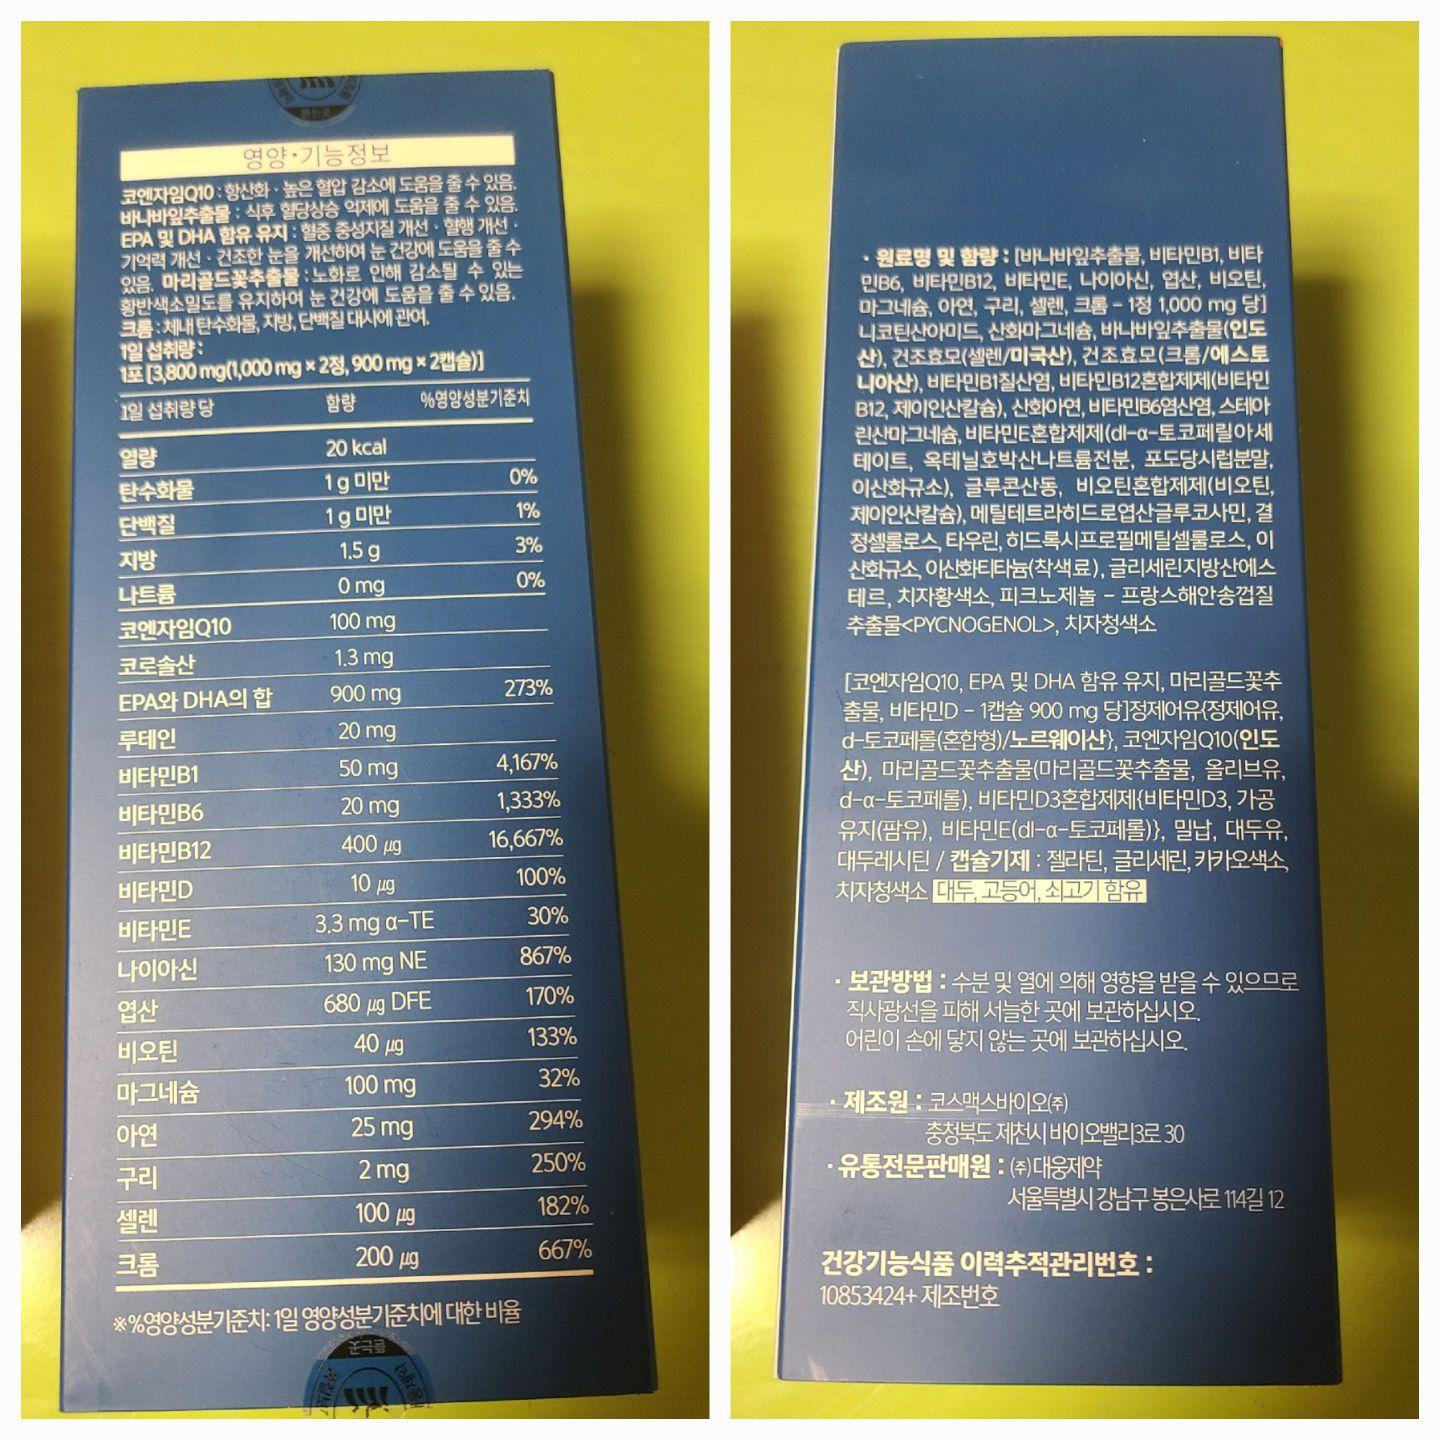 영양·기능정보
코엔자임Q10 : 항산화 · 높은 혈압 감소에 도움을 줄 수 있음.
바나바잎추출물 : 식후 혈당상승 억제에 도움을 줄 수 있음.
EPA 및 DHA 함유 유지 : 혈중 중성지질 개선 · 혈행 개선 ·
기억력 개선 · 건조한 눈을 개선하여 눈 건강에 도움을 줄 수
있음. 마리골드꽃추출물 : 노화로 인해 감소될 수 있는
황반색소밀도를 유지하여 눈 건강에 도움을 줄 수 있음.
크롬 : 체내 탄수화물, 지방, 단백질 대사에 관여.
1일 섭취량 :
1포 [3,800 mg(1,000 mg × 2정, 900 mg × 2캡슐)]
1일 섭취량 당 함량 %영양성분기준치
열량 20 kcal
탄수화물 1 g 미만 0%
단백질 1 g 미만 1%
지방 1.5 g 3%
나트륨 0 mg 0%
코엔자임Q10 100 mg
코로솔산 1.3 mg
EPA와 DHA의 합 900 mg 273%
루테인 20 mg
비타민B1 50 mg 4,167%
비타민B6 20 mg 1,333%
비타민B12 400 μg 16,667%
비타민D 10 μg 100%
비타민E 3.3 mg α-TE 30%
나이아신 130 mg NE 867%
엽산 680 μg DFE 170%
비오틴 40 μg 133%
마그네슘 100 mg 32%
아연 25 mg 294%
구리 2 mg 250%
셀렌 100 μg 182%
크롬 200 μg 667%
※%영양성분기준치: 1일 영양성분기준치에 대한 비율
· 원료명 및 함량 : [바나바잎추출물, 비타민B1, 비타
민B6, 비타민B12, 비타민E, 나이아신, 엽산, 비오틴,
마그네슘, 아연, 구리, 셀렌, 크롬 – 1정 1,000 mg 당]
니코틴산아미드, 산화마그네슘, 바나바잎추출물(인도
산), 건조효모(셀렌/미국산), 건조효모(크롬/에스토
니아산), 비타민B1질산염, 비타민B12혼합제제(비타민
B12, 제이인산칼슘), 산화아연, 비타민B6염산염, 스테아
린산마그네슘, 비타민E혼합제제(dl-α-토코페릴아세
테이트, 옥테닐호박산나트륨전분, 포도당시럽분말,
이산화규소), 글루콘산동, 비오틴혼합제제(비오틴,
제이인산칼슘), 메틸테트라히드로엽산글루코사민, 결
정셀룰로스, 타우린, 히드록시프로필메틸셀룰로스, 이
산화규소, 이산화티타늄(착색료), 글리세린지방산에스
테르, 치자황색소, 피크노제놀 – 프랑스해안송껍질
추출물<PYCNOGENOL>, 치자청색소
[코엔자임Q10, EPA 및 DHA 함유 유지, 마리골드꽃추
출물, 비타민D – 1캡슐 900 mg 당]정제어유{정제어유,
d-토코페롤(혼합형)/노르웨이산}, 코엔자임Q10(인도
산), 마리골드꽃추출물(마리골드꽃추출물, 올리브유,
d-α-토코페롤), 비타민D3혼합제제{비타민D3, 가공
유지(팜유), 비타민E(dl-α-토코페롤)}, 밀납, 대두유,
대두레시틴 / 캡슐기제 : 젤라틴, 글리세린, 카카오색소,
치자청색소 대두, 고등어, 쇠고기 함유
· 보관방법 : 수분 및 열에 의해 영향을 받을 수 있으므로
직사광선을 피해 서늘한 곳에 보관하십시오.
어린이 손에 닿지 않는 곳에 보관하십시오.
· 제조원 : 코스맥스바이오㈜
충청북도 제천시 바이오밸리3로 30
· 유통전문판매원 : ㈜대웅제약
서울특별시 강남구 봉은사로 114길 12
건강기능식품 이력추적관리번호 :
10853424+ 제조번호